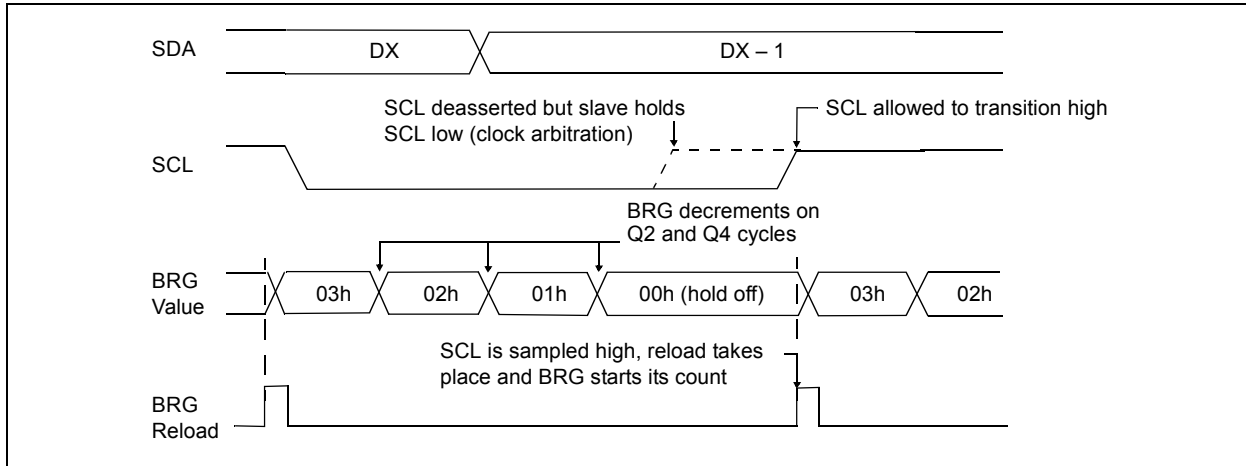 SDA
DX
DX – 1
SCL deasserted but slave holds
SCL low (clock arbitration)
SCL allowed to transition high
SCL
BRG decrements on
Q2 and Q4 cycles
BRG
Value
03h
02h
01h
00h (hold off)
03h
02h
SCL is sampled high, reload takes
place and BRG starts its count
BRG
Reload